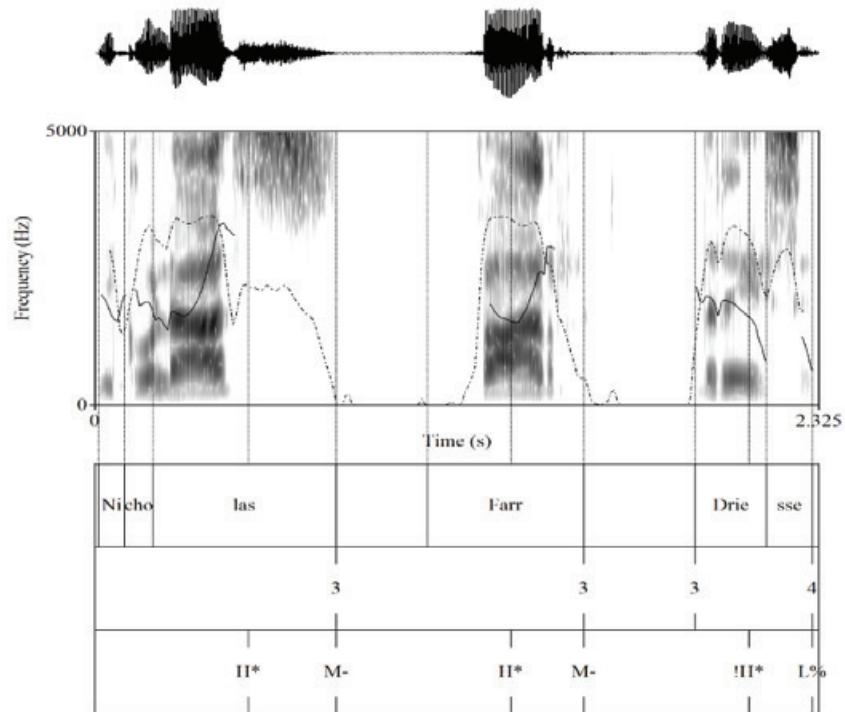 5000
Frequency (Hz)
0
0 2.325
Time (s)
Ni cho las Farr Drie sse
3 3 3 4
H* M- H* M- !H* L%